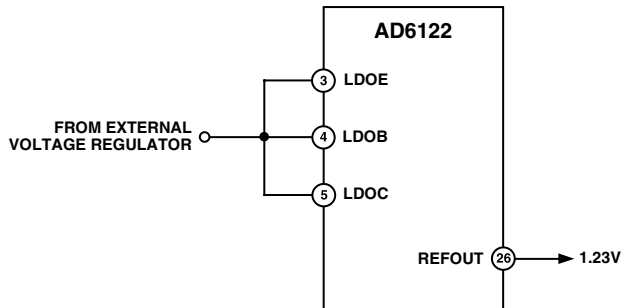 AD6122
3 LDOE
FROM EXTERNAL
VOLTAGE REGULATOR
4 LDOB
5 LDOC
REFOUT 26 1.23V